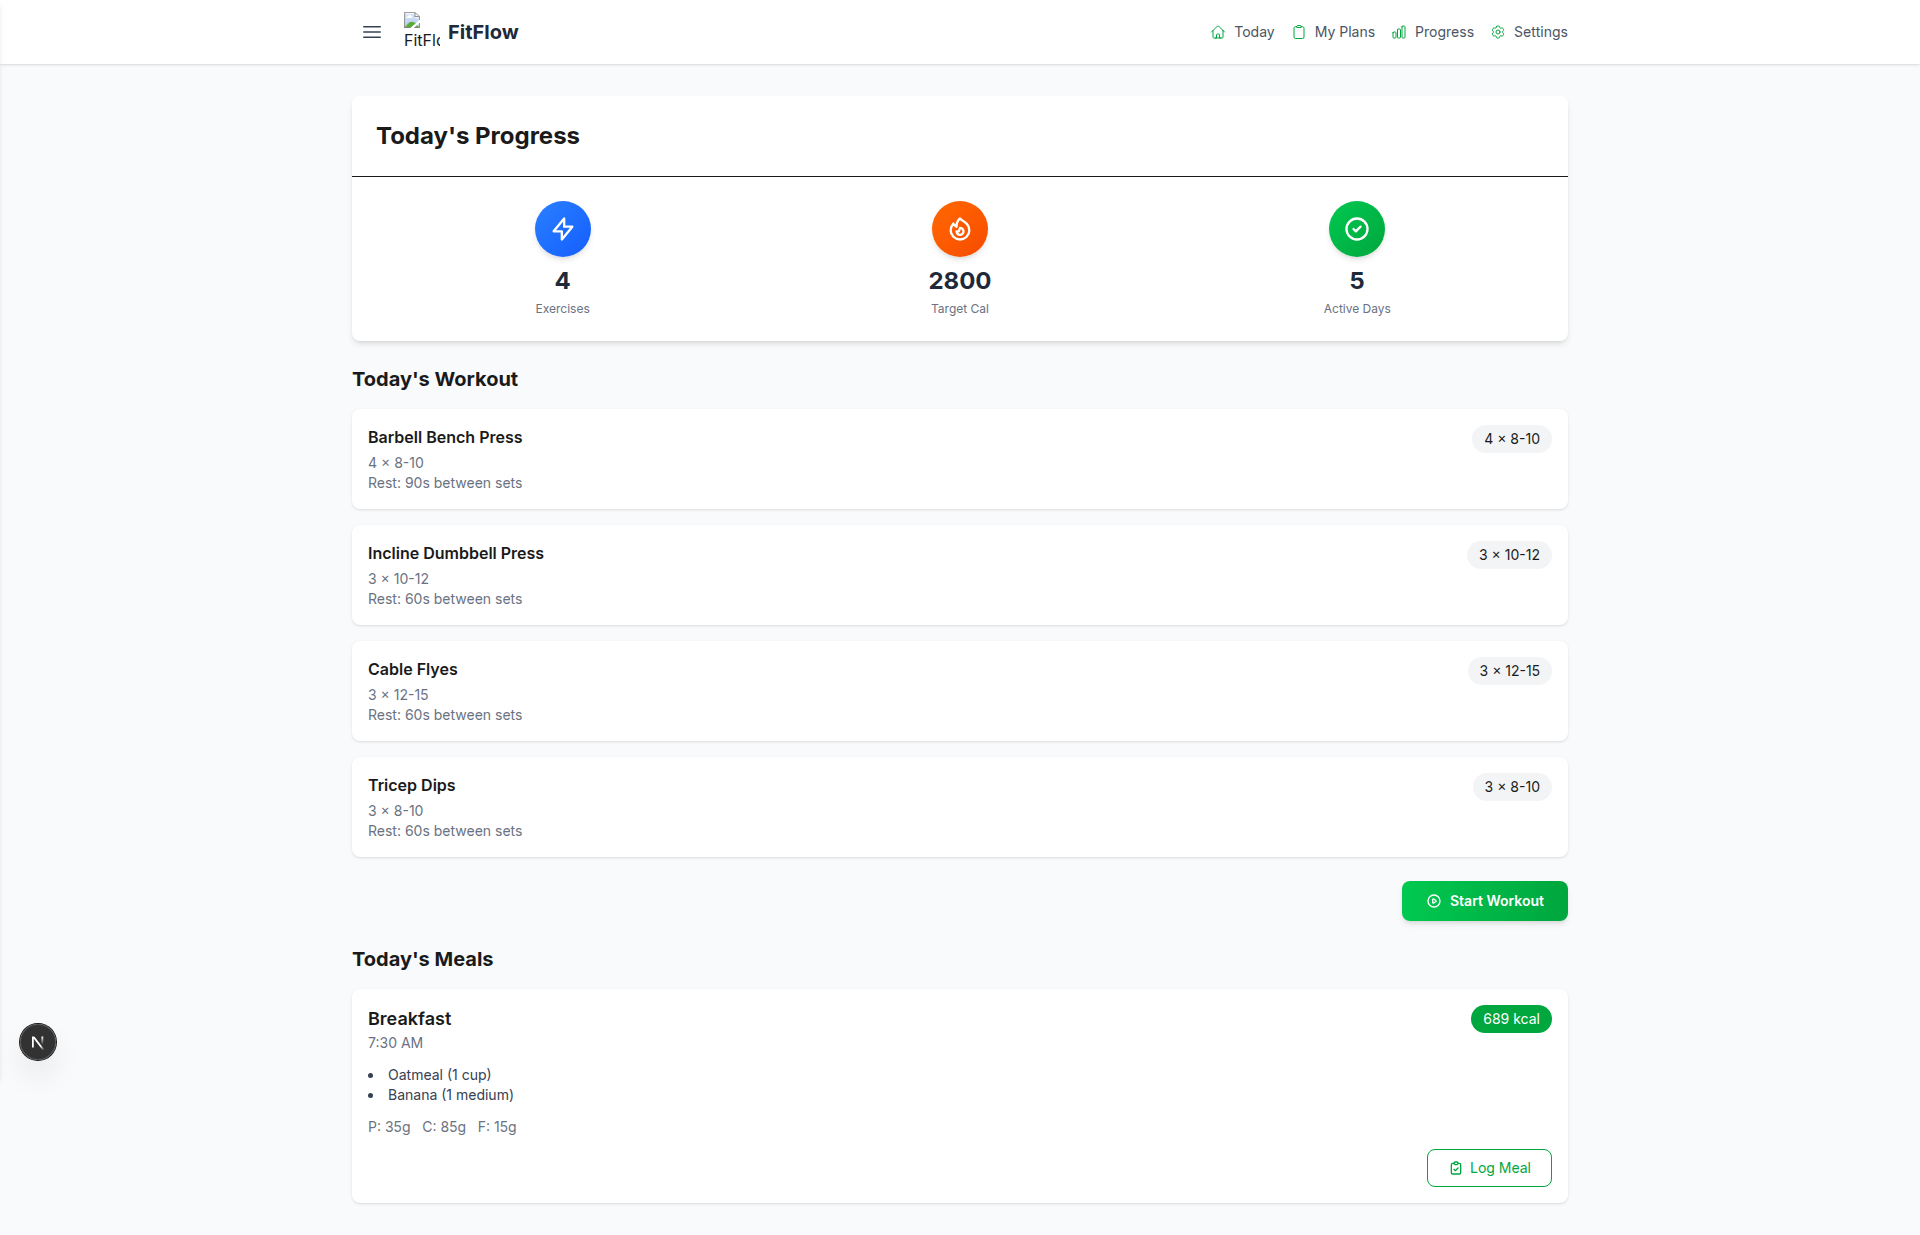 FitFlo
FitFlow
Today
My Plans
Progress
Settings
Today's Progress
4
Exercises
2800
Target Cal
5
Active Days
Today's Workout
Barbell Bench Press
4 × 8-10
4 × 8-10
Rest: 90s between sets
Incline Dumbbell Press
3 × 10-12
3 × 10-12
Rest: 60s between sets
Cable Flyes
3 × 12-15
3 × 12-15
Rest: 60s between sets
Tricep Dips
3 × 8-10
3 × 8-10
Rest: 60s between sets
Start Workout
Today's Meals
Breakfast
689 kcal
7:30 AM
• Oatmeal (1 cup)
• Banana (1 medium)
P: 35g C: 85g F: 15g
Log Meal
N